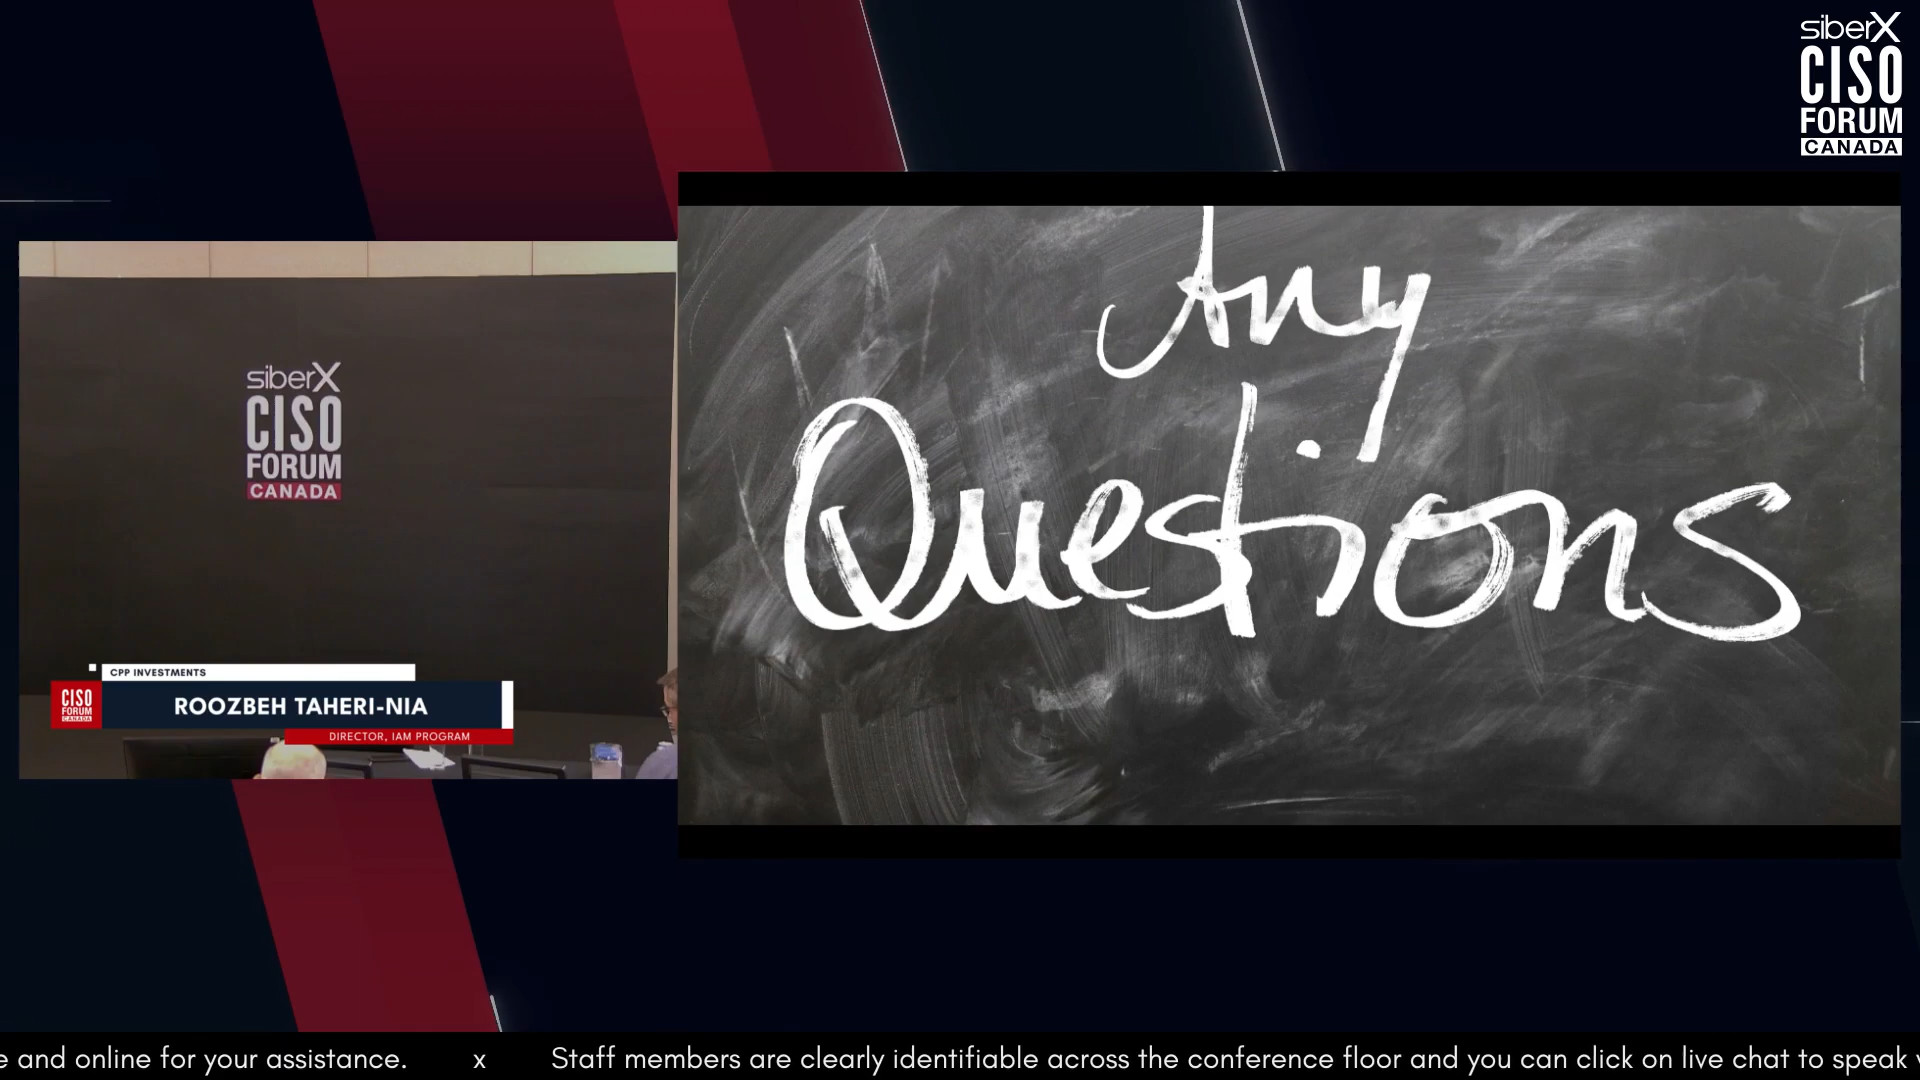 siberX
CISO
FORUM
CANADA
siberX
CISO
FORUM
CANADA
CPP INVESTMENTS
CISO
FORUM
CANADA
ROOZBEH TAHERI-NIA
DIRECTOR, IAM PROGRAM
Any
Questions
e and online for your assistance. x Staff members are clearly identifiable across the conference floor and you can click on live chat to speak